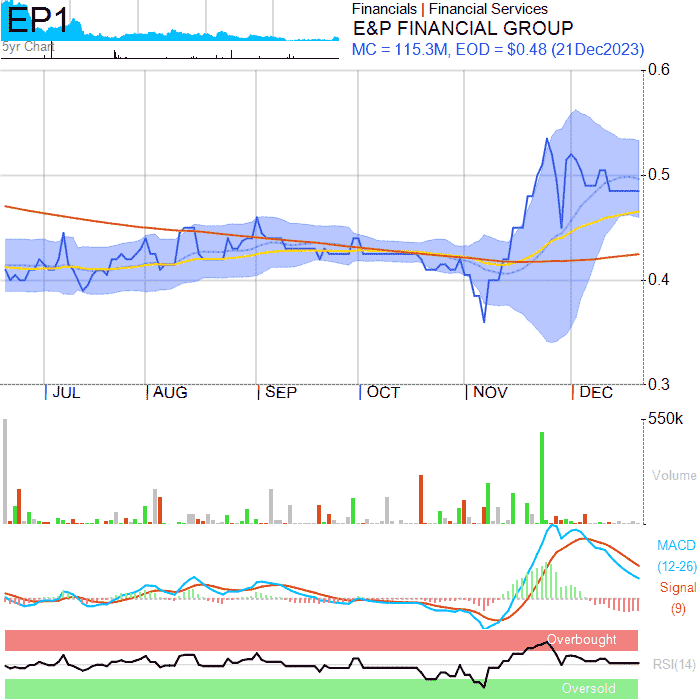 EP1
5yr Chart
Financials | Financial Services
E&P FINANCIAL GROUP
MC = 115.3M, EOD = $0.48 (21Dec2023)
0.6
0.5
0.4
0.3
JUL AUG SEP OCT NOV DEC
550k
Volume
MACD
(12-26)
Signal
(9)
Overbought
RSI(14)
Oversold